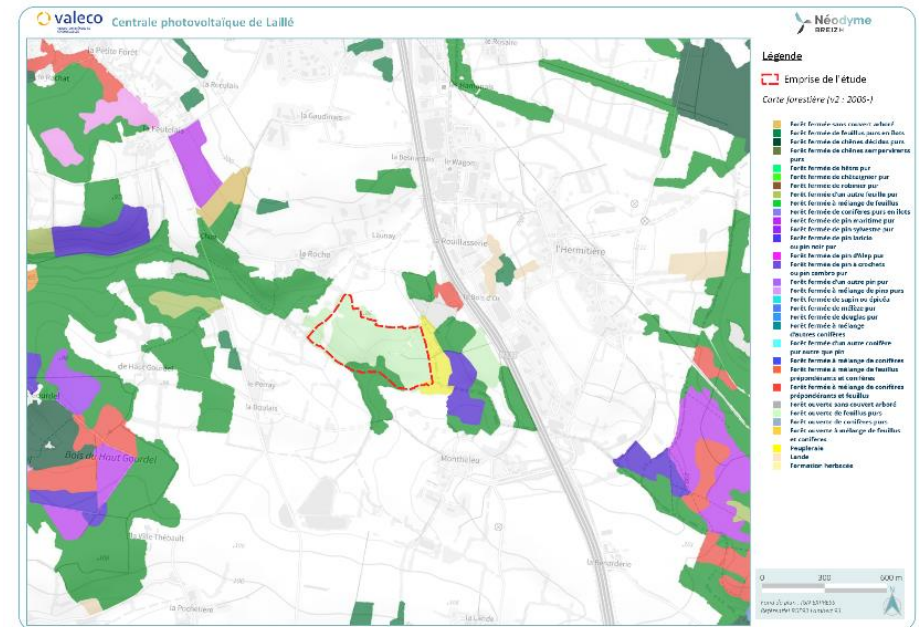 valeco
Centrale photovoltaïque de Laillé
Néodyme
BREIZH
Légende
Emprise de l'étude
Carte forestière (v2 : 2006-)
Forêt fermée sans couvert arboré
Forêt fermée de feuillus purs en îlots
Forêt fermée de chênes décidus purs
Forêt fermée de chênes sempervirents
purs
Forêt fermée de hêtre pur
Forêt fermée de châtaignier pur
Forêt fermée de robinier pur
Forêt fermée d'un autre feuillu pur
Forêt fermée à mélange de feuillus
Forêt fermée de conifères purs en îlots
Forêt fermée de pin maritime pur
Forêt fermée de pin sylvestre pur
Forêt fermée de pin laricio
ou pin noir pur
Forêt fermée de pin d'Alep pur
Forêt fermée de pin à crochets
ou pin cembro pur
Forêt fermée d'un autre pin pur
Forêt fermée à mélange de pins purs
Forêt fermée de sapin ou épicéa
Forêt fermée de mélèze pur
Forêt fermée de douglas pur
Forêt fermée à mélange
d'autres conifères
Forêt fermée d'un autre conifère
pur autre que pin
Forêt fermée à mélange de conifères
Forêt fermée à mélange de feuillus
prépondérants et conifères
Forêt fermée à mélange de conifères
prépondérants et feuillus
Forêt ouverte sans couvert arboré
Forêt ouverte de feuillus purs
Forêt ouverte de conifères purs
Forêt ouverte à mélange de feuillus
et conifères
Peupleraie
Lande
Formation herbacée
la Petite Forêt
le Rosaire
la Gaudinais
le Wagon
Launay
la Roche
l'Hermitière
la Perray
de Haut Gourdel
le Boulais
Bois du Haut Gourdel
Montheleu
la Ville Thébault
la Lande
0 300 600 m
N